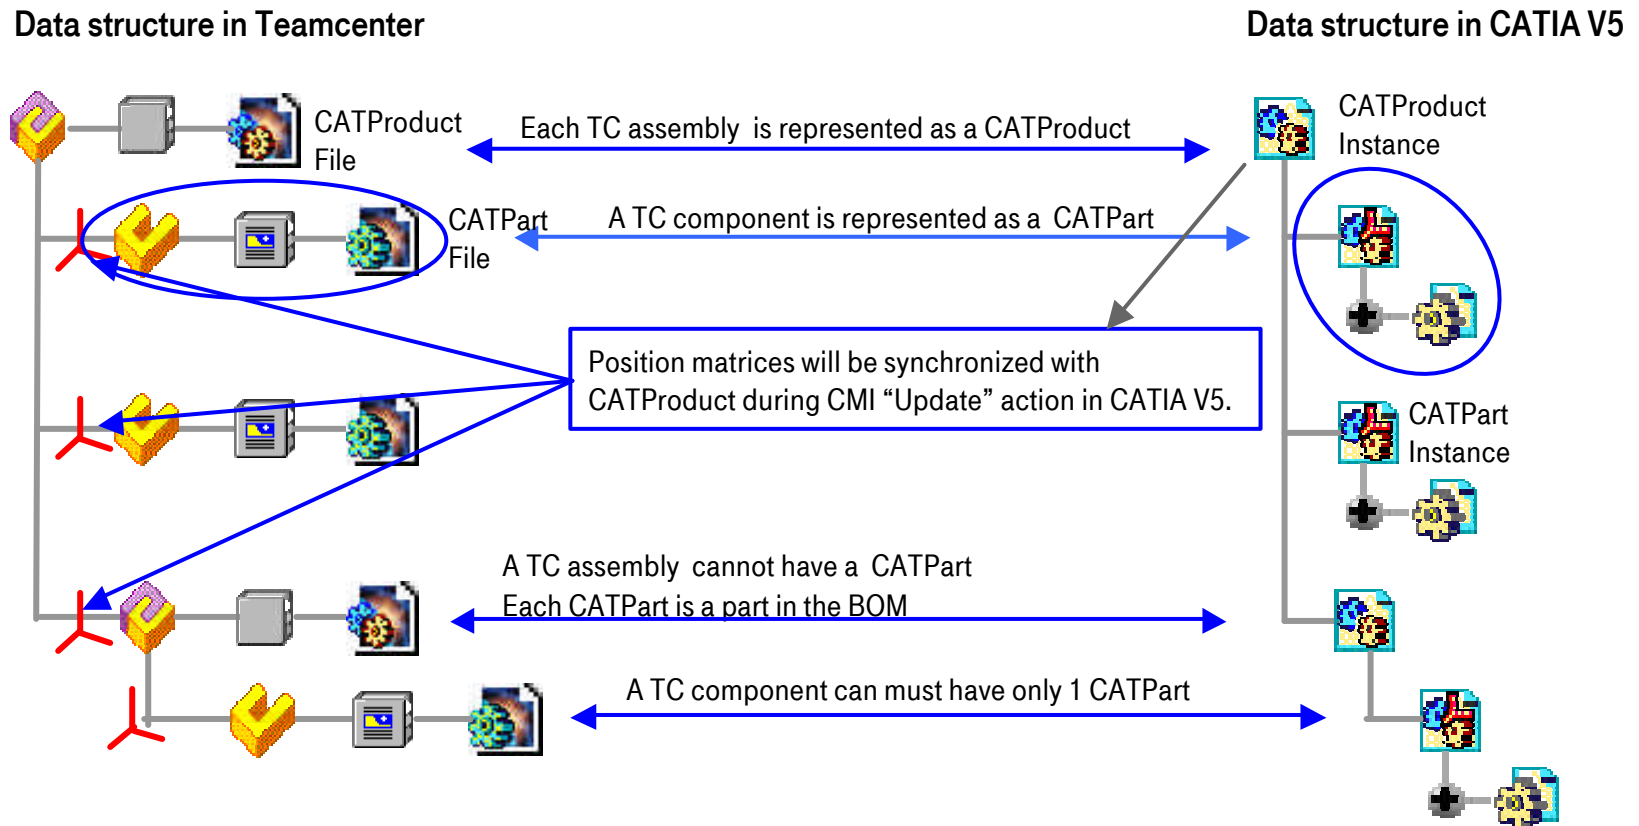 Data structure in Teamcenter
Data structure in CATIA V5
CATProduct
File
Each TC assembly is represented as a CATProduct
CATProduct
Instance
CATPart
File
A TC component is represented as a CATPart
Position matrices will be synchronized with
CATProduct during CMI “Update” action in CATIA V5.
CATPart
Instance
A TC assembly cannot have a CATPart
Each CATPart is a part in the BOM
A TC component can must have only 1 CATPart